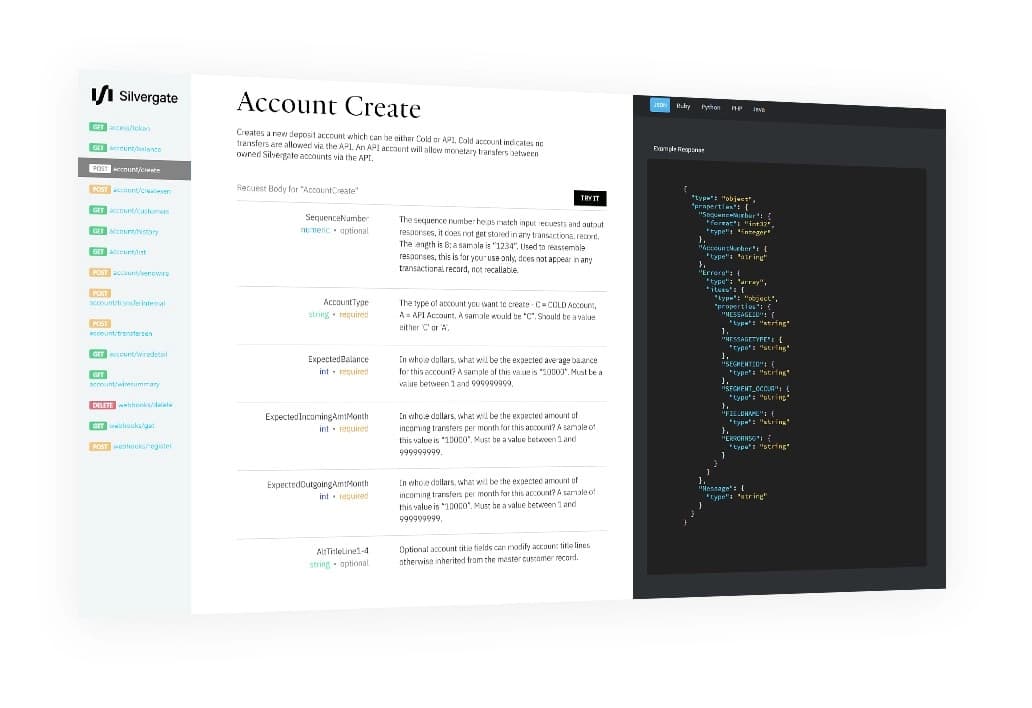 Silvergate
GET access/token
GET account/balance
POST account/create
POST account/createsen
GET account/customers
GET account/history
GET account/list
POST account/sendwire
POST
account/transferinternal
POST
account/transfersen
GET account/wiredetail
GET
account/wiresummary
DELETE webhooks/delete
GET webhooks/get
POST webhooks/register
Account Create
Creates a new deposit account which can be either Cold or API. Cold account indicates no
transfers are allowed via the API. An API account will allow monetary transfers between
owned Silvergate accounts via the API.
Request Body for "AccountCreate"
TRY IT
SequenceNumber
numeric • optional
The sequence number helps match input requests and output
responses, it does not get stored in any transactional record.
The length is 8; a sample is "1234". Used to reassemble
responses, this is for your use only, does not appear in any
transactional record, not recallable.
AccountType
string • required
The type of account you want to create - C = COLD Account,
A = API Account. A sample would be "C". Should be a value
either 'C' or 'A'.
ExpectedBalance
int • required
In whole dollars, what will be the expected average balance
for this account? A sample of this value is "10000". Must be a
value between 1 and 999999999.
ExpectedIncomingAmtMonth
int • required
In whole dollars, what will be the expected amount of
incoming transfers per month for this account? A sample of
this value is "10000". Must be a value between 1 and
999999999.
ExpectedOutgoingAmtMonth
int • required
In whole dollars, what will be the expected amount of
incoming transfers per month for this account? A sample of
this value is "10000". Must be a value between 1 and
999999999.
AltTitleLine1-4
string • optional
Optional account title fields can modify account title lines
otherwise inherited from the master customer record.
JSON Ruby Python PHP Java
Example Response
{
"type": "object",
"properties": {
"SequenceNumber": {
"format": "int32",
"type": "integer"
},
"AccountNumber": {
"type": "string"
},
"Errors": {
"type": "array",
"items": {
"type": "object",
"properties": {
"MESSAGEID": {
"type": "string"
},
"MESSAGETYPE": {
"type": "string"
},
"SEGMENTID": {
"type": "string"
},
"SEGMENT_OCCUR": {
"type": "string"
},
"FIELDNAME": {
"type": "string"
},
"ERRORMSG": {
"type": "string"
}
}
}
},
"Message": {
"type": "string"
}
}
}